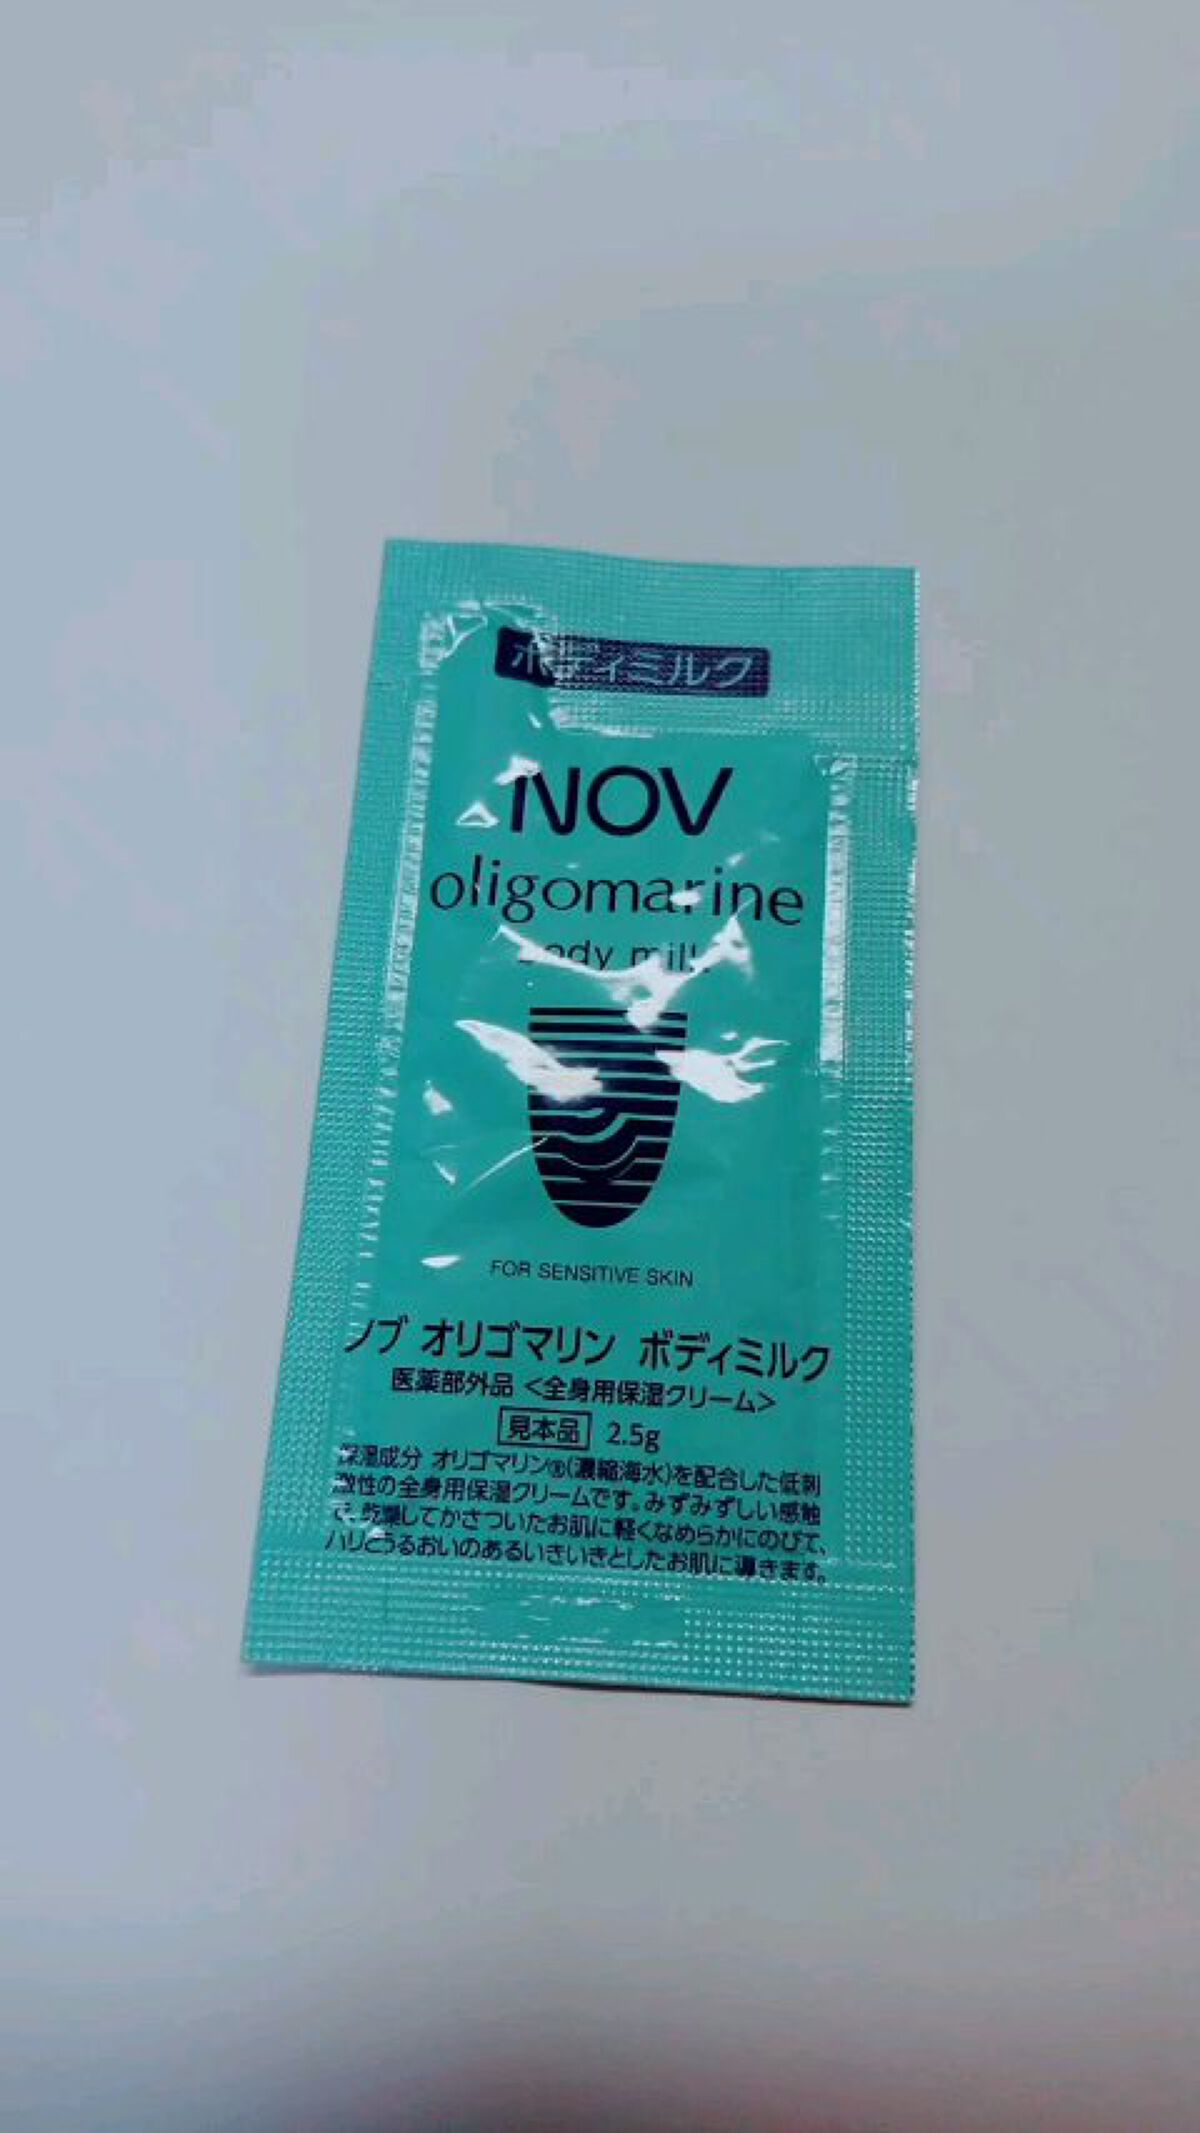 ボディミルク
NOV
oligomarine
body milk
FOR SENSITIVE SKIN
ノブ オリゴマリン ボディミルク
医薬部外品 <全身用保湿クリーム>
見本品 2.5g
保湿成分 オリゴマリン®(濃縮海水)を配合した低刺
激性の全身用保湿クリームです。みずみずしい感触
で、乾燥してかさついたお肌に軽くなめらかにのびて、
ハリとうるおいのあるいきいきとしたお肌に導きます。